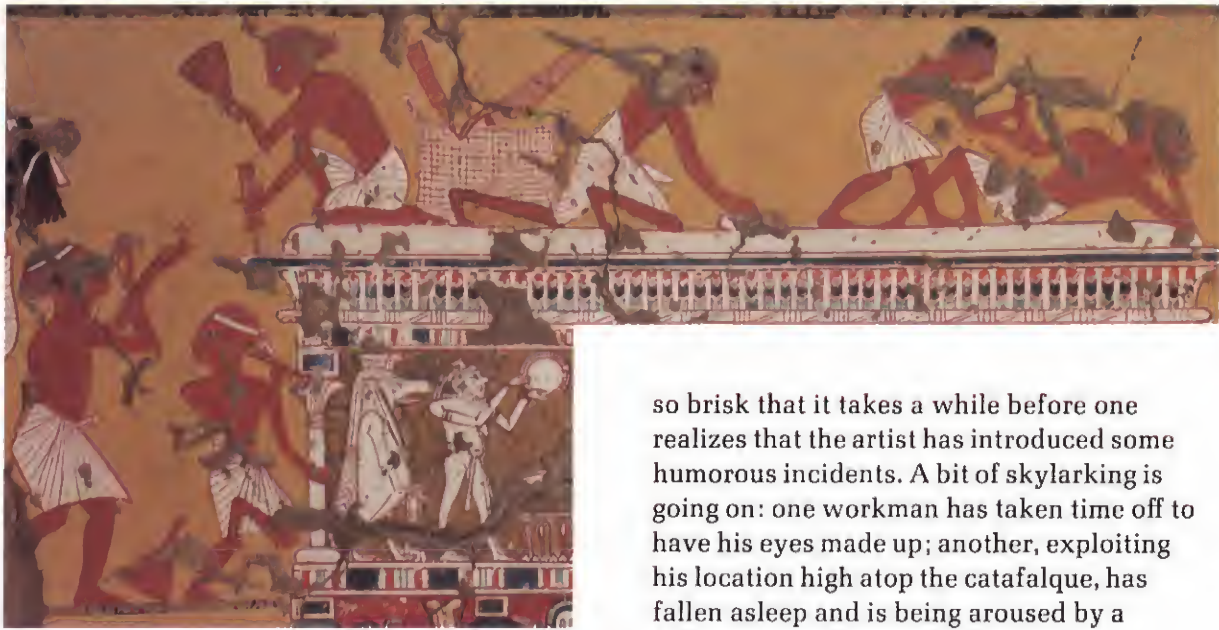 so brisk that it takes a while before one
realizes that the artist has introduced some
humorous incidents. A bit of skylarking is
going on: one workman has taken time off to
have his eyes made up; another, exploiting
his location high atop the catafalque, has
fallen asleep and is being aroused by a